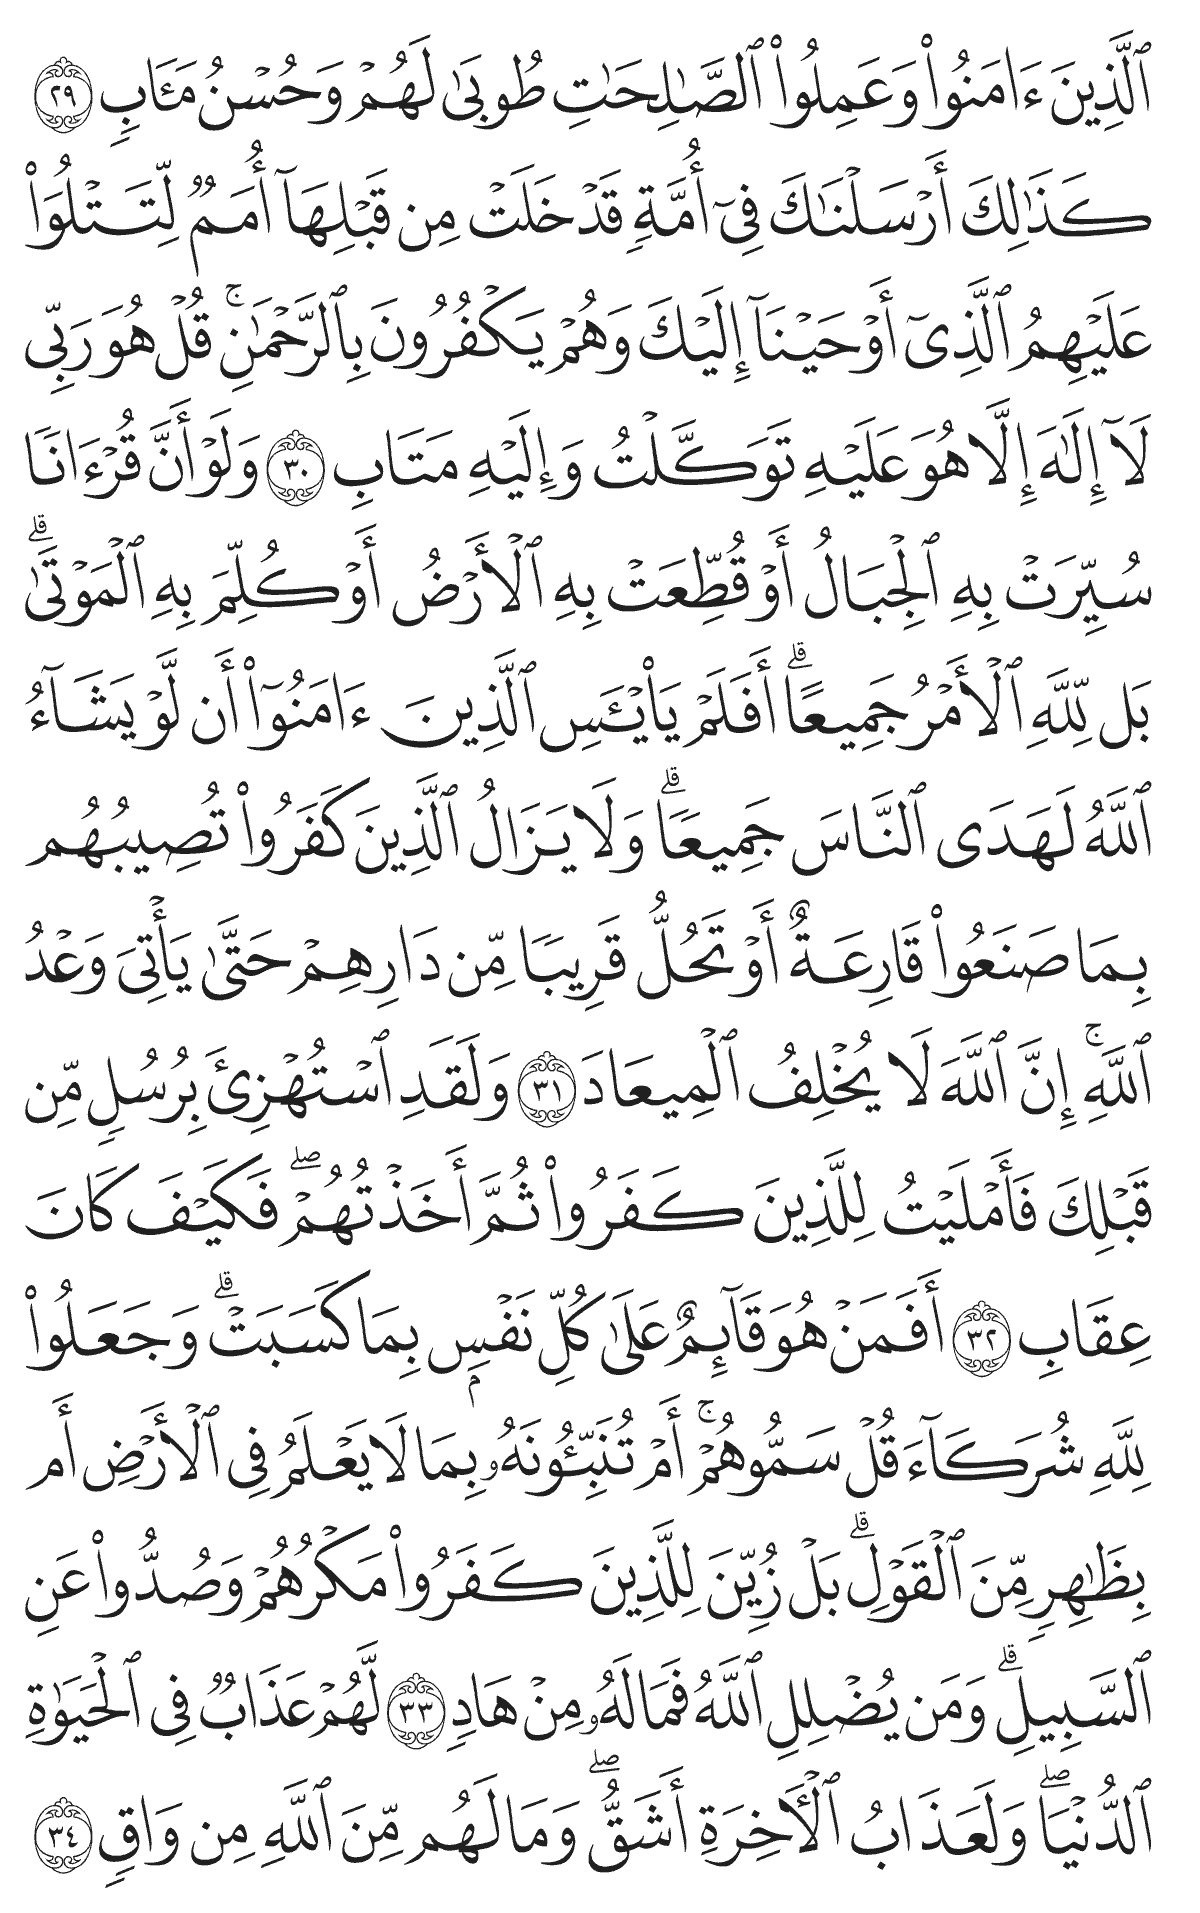 ٱلَّذِينَ ءَامَنُوا۟ وَعَمِلُوا۟ ٱلصَّـٰلِحَـٰتِ طُوبَىٰ لَهُمْ وَحُسْنُ مَـَٔابٍ ٢٩
كَذَٰلِكَ أَرْسَلْنَـٰكَ فِىٓ أُمَّةٍ قَدْ خَلَتْ مِن قَبْلِهَآ أُمَمٌ لِّتَتْلُوَا۟
عَلَيْهِمُ ٱلَّذِىٓ أَوْحَيْنَآ إِلَيْكَ وَهُمْ يَكْفُرُونَ بِٱلرَّحْمَـٰنِ ۚ قُلْ هُوَ رَبِّى
لَآ إِلَـٰهَ إِلَّا هُوَ عَلَيْهِ تَوَكَّلْتُ وَإِلَيْهِ مَتَابِ ٣٠ وَلَوْ أَنَّ قُرْءَانًا
سُيِّرَتْ بِهِ ٱلْجِبَالُ أَوْ قُطِّعَتْ بِهِ ٱلْأَرْضُ أَوْ كُلِّمَ بِهِ ٱلْمَوْتَىٰ ۗ
بَل لِّلَّهِ ٱلْأَمْرُ جَمِيعًا ۗ أَفَلَمْ يَا۟يْـَٔسِ ٱلَّذِينَ ءَامَنُوٓا۟ أَن لَّوْ يَشَآءُ
ٱللَّهُ لَهَدَى ٱلنَّاسَ جَمِيعًا ۗ وَلَا يَزَالُ ٱلَّذِينَ كَفَرُوا۟ تُصِيبُهُم
بِمَا صَنَعُوا۟ قَارِعَةٌ أَوْ تَحُلُّ قَرِيبًا مِّن دَارِهِمْ حَتَّىٰ يَأْتِىَ وَعْدُ
ٱللَّهِ ۚ إِنَّ ٱللَّهَ لَا يُخْلِفُ ٱلْمِيعَادَ ٣١ وَلَقَدِ ٱسْتُهْزِئَ بِرُسُلٍ مِّن
قَبْلِكَ فَأَمْلَيْتُ لِلَّذِينَ كَفَرُوا۟ ثُمَّ أَخَذْتُهُمْ ۖ فَكَيْفَ كَانَ
عِقَابِ ٣٢ أَفَمَنْ هُوَ قَآئِمٌ عَلَىٰ كُلِّ نَفْسٍۭ بِمَا كَسَبَتْ ۗ وَجَعَلُوا۟
لِلَّهِ شُرَكَآءَ قُلْ سَمُّوهُمْ ۚ أَمْ تُنَبِّـُٔونَهُۥ بِمَا لَا يَعْلَمُ فِى ٱلْأَرْضِ أَم
بِظَـٰهِرٍ مِّنَ ٱلْقَوْلِ ۗ بَلْ زُيِّنَ لِلَّذِينَ كَفَرُوا۟ مَكْرُهُمْ وَصُدُّوا۟ عَنِ
ٱلسَّبِيلِ ۗ وَمَن يُضْلِلِ ٱللَّهُ فَمَا لَهُۥ مِنْ هَادٍ ٣٣ لَّهُمْ عَذَابٌ فِى ٱلْحَيَوٰةِ
ٱلدُّنْيَا ۖ وَلَعَذَابُ ٱلْـَٔاخِرَةِ أَشَقُّ ۖ وَمَا لَهُم مِّنَ ٱللَّهِ مِن وَاقٍ ٣٤